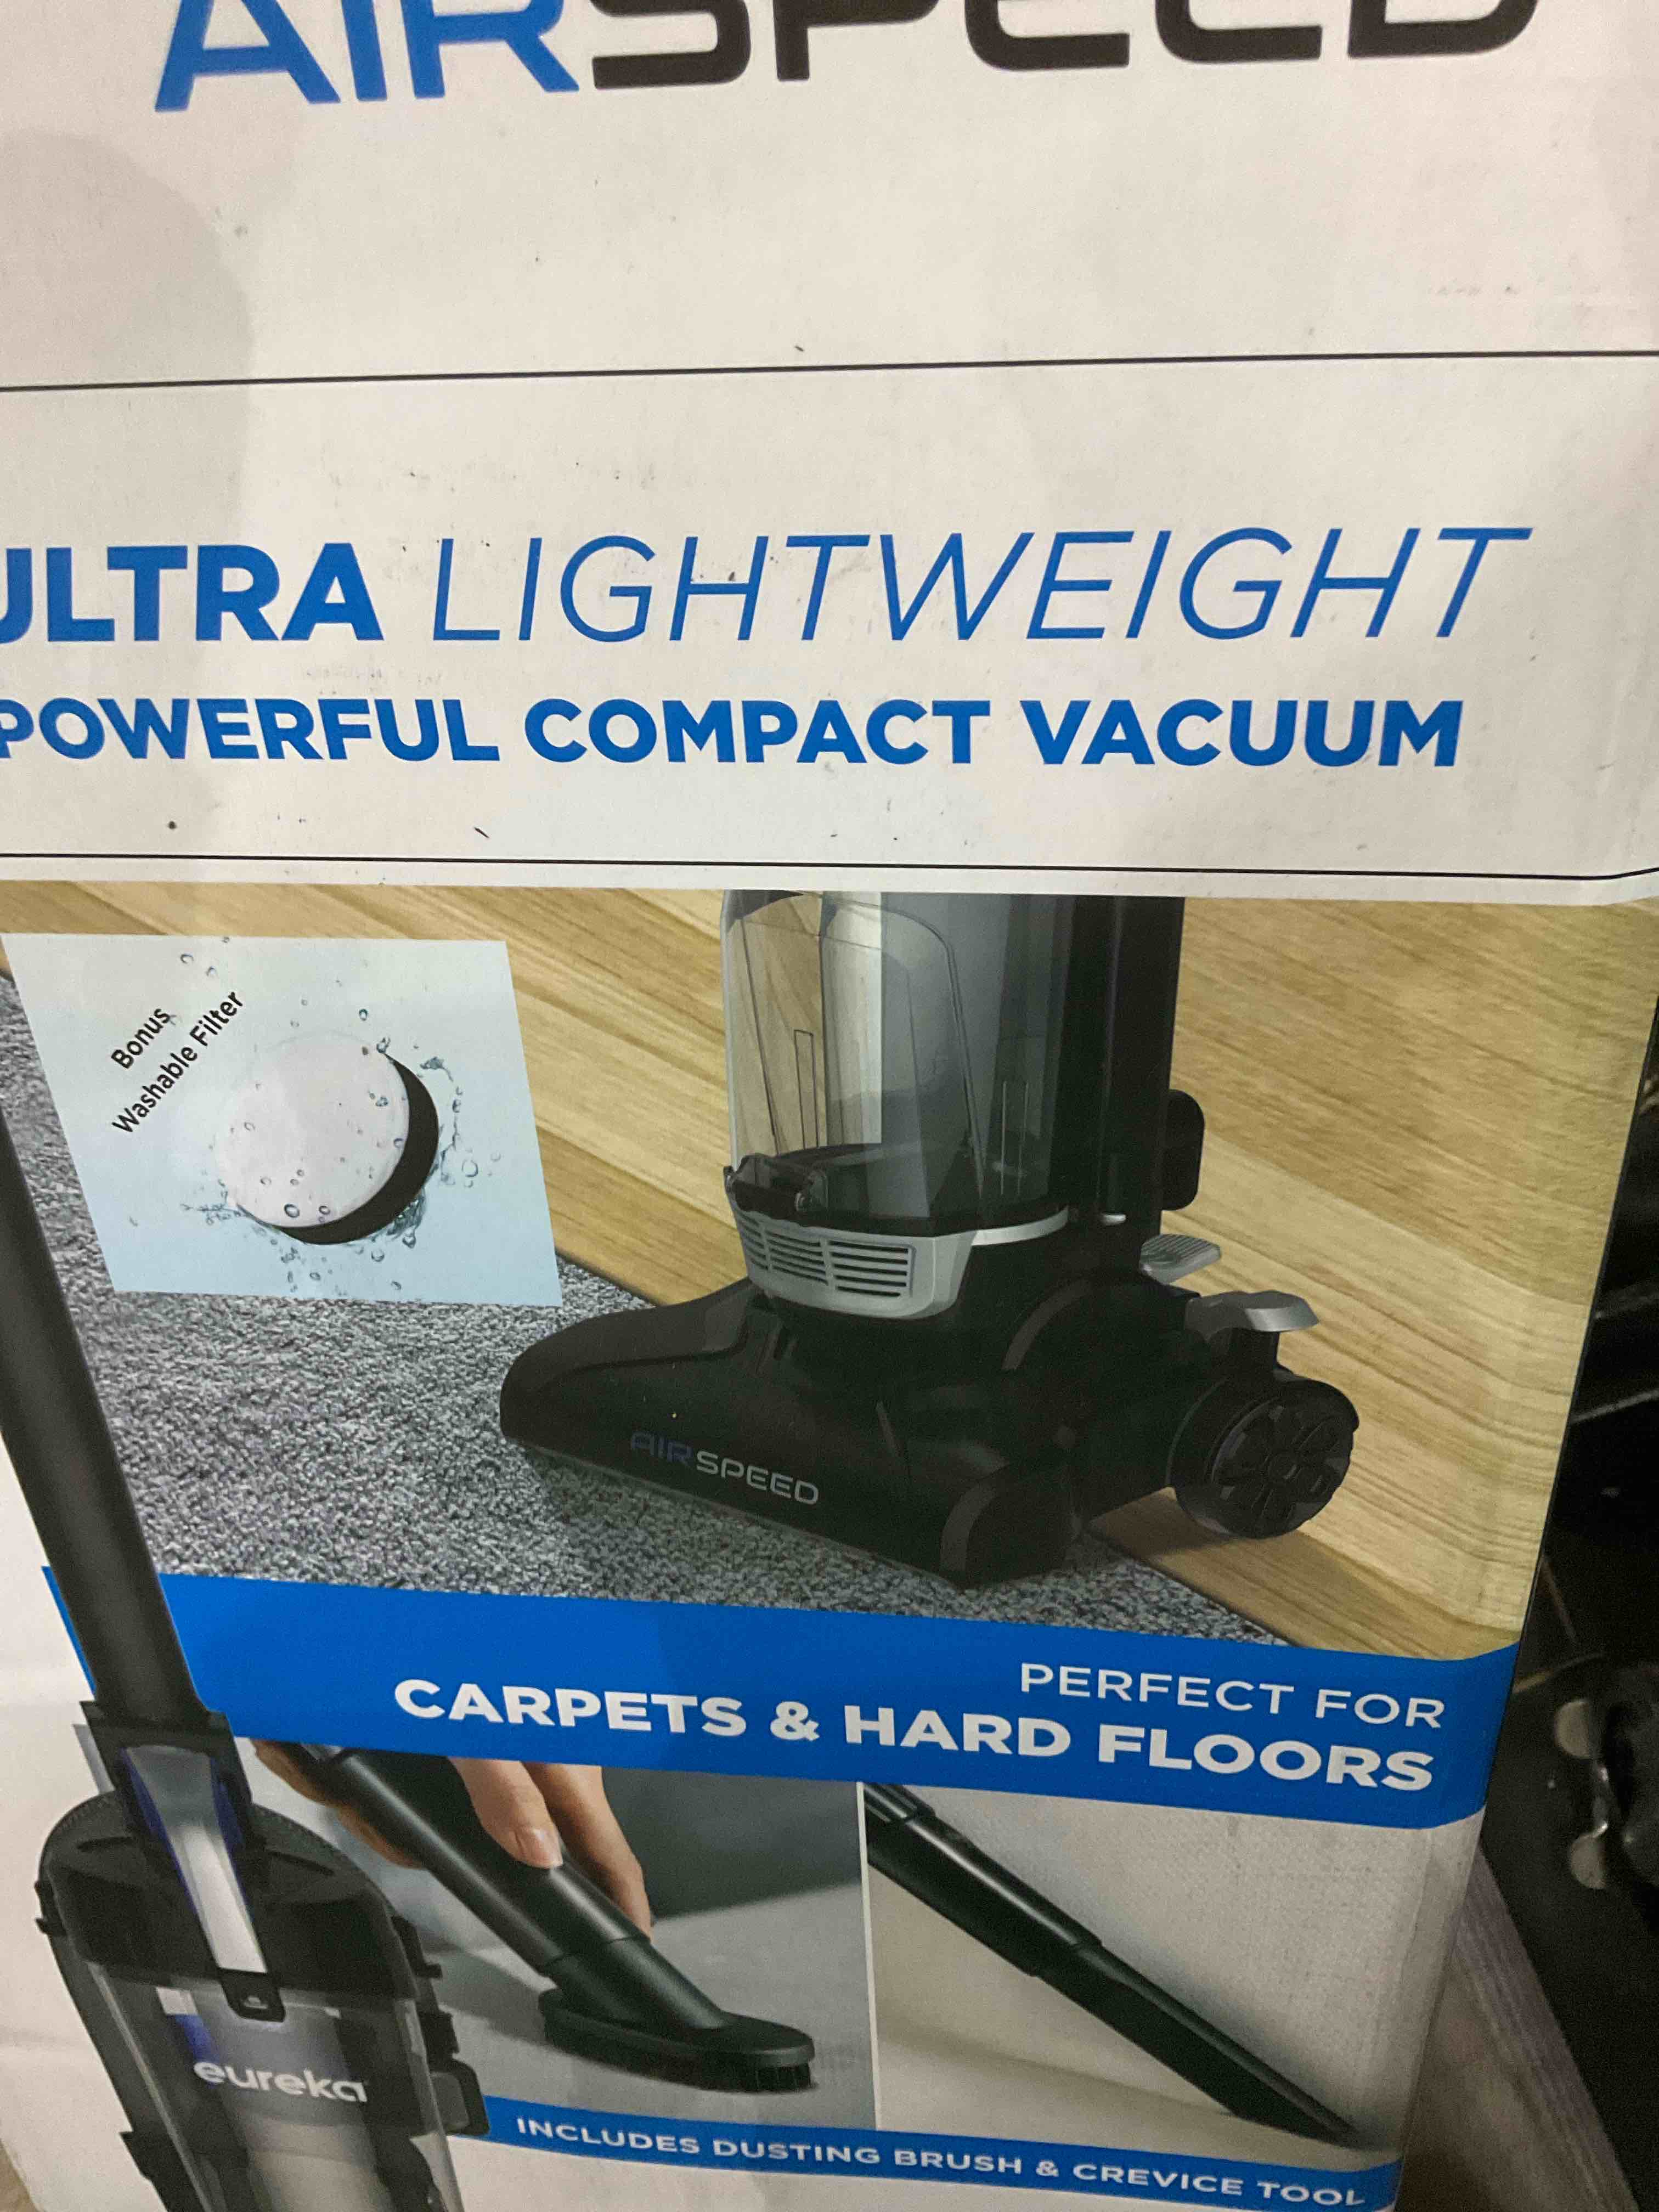 AIRSPEED
ULTRA LIGHTWEIGHT
POWERFUL COMPACT VACUUM
Bonus
Washable Filter
AIRSPEED
PERFECT FOR
CARPETS & HARD FLOORS
eureka
INCLUDES DUSTING BRUSH & CREVICE TOOL